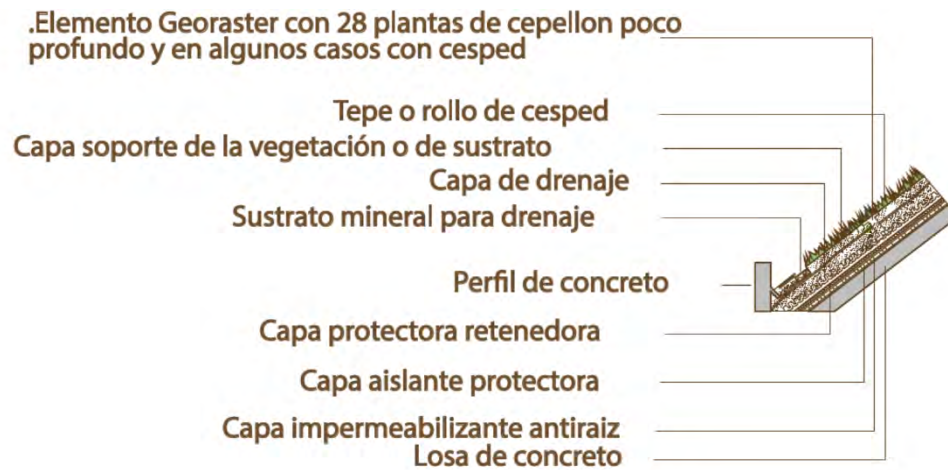 .Elemento Georaster con 28 plantas de cepellon poco
profundo y en algunos casos con cesped
Tepe o rollo de cesped
Capa soporte de la vegetación o de sustrato
Capa de drenaje
Sustrato mineral para drenaje
Perfil de concreto
Capa protectora retenedora
Capa aislante protectora
Capa impermeabilizante antiraiz
Losa de concreto